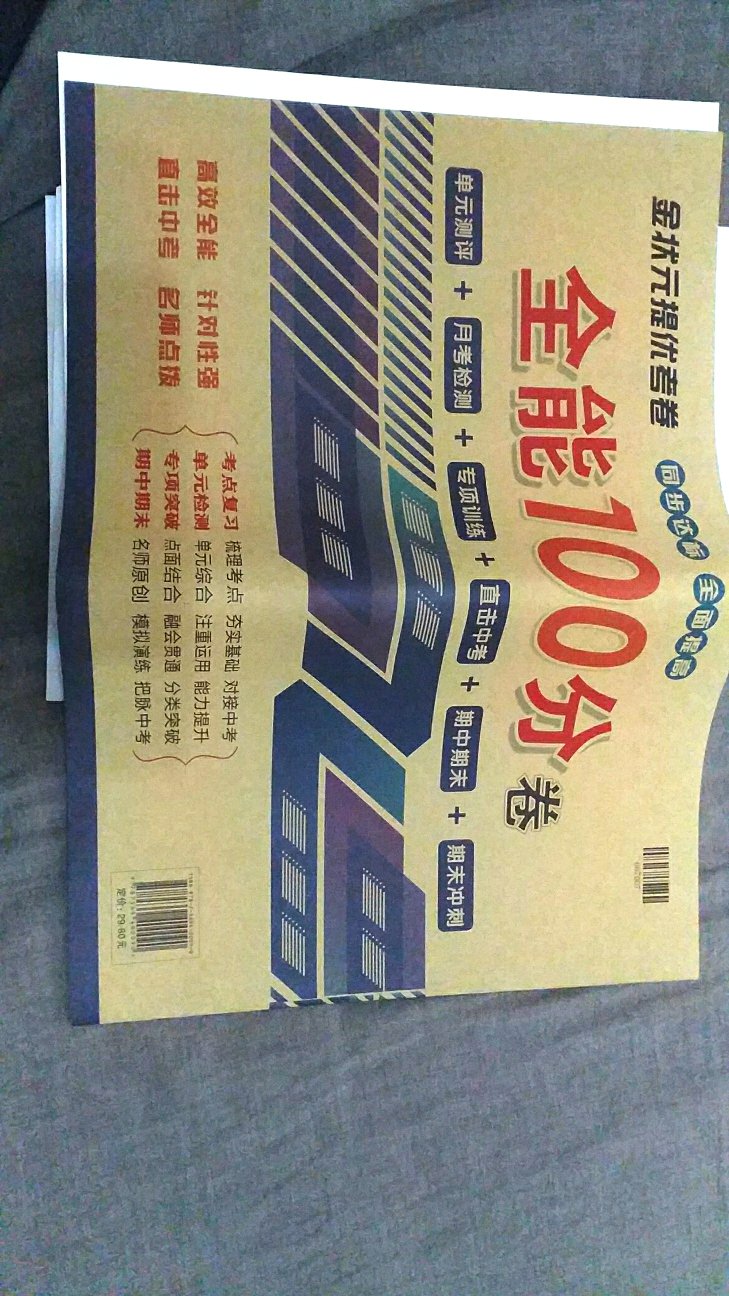 金状元提优考卷
同步达标 全面提高
全能100分卷
单元测评 + 月考检测 + 专项训练 + 直击中考 + 期中期末 + 期末冲刺
高效全能 针对性强
直击中考 名师点拨
考点复习 梳理考点 夯实基础 对接中考
单元检测 单元综合 注重运用 能力提升
专项突破 点面结合 融会贯通 分类突破
期中期末 名师原创 模拟演练 把脉中考
定价：29.80元